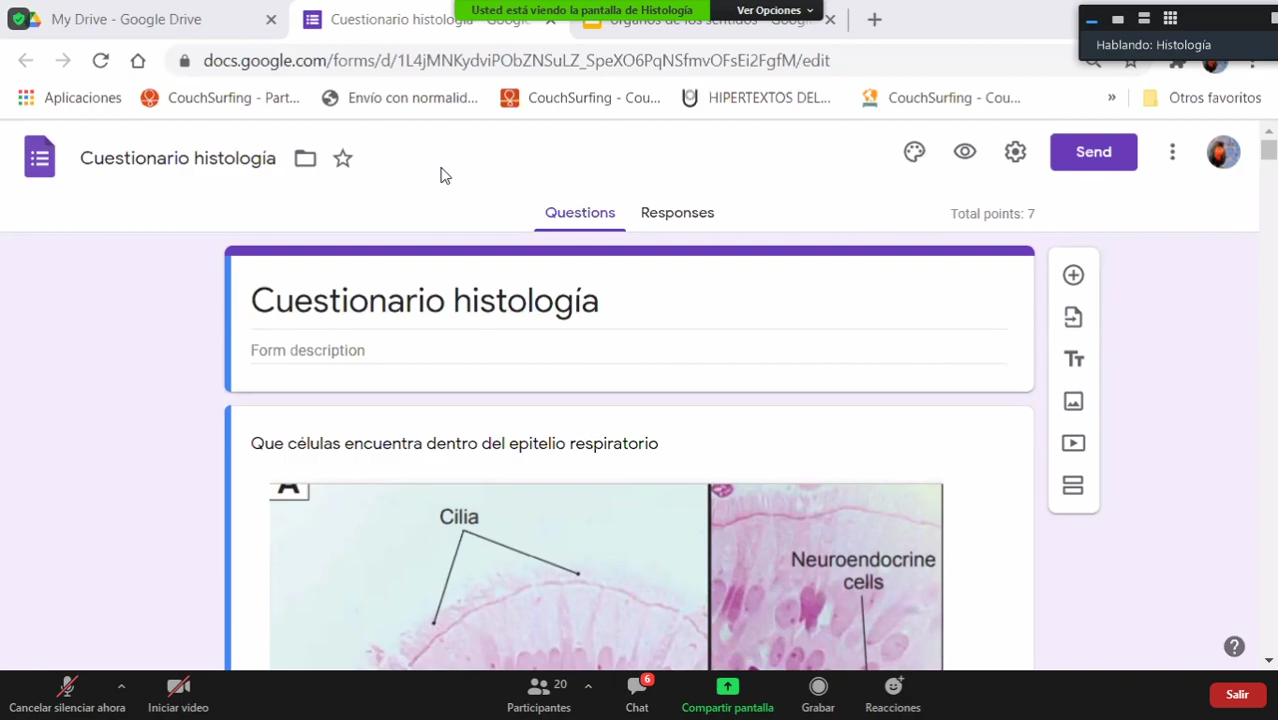 My Drive - Google Drive
Cuestionario histología - Google
Usted está viendo la pantalla de Histología
Ver Opciones
Hablando: Histología
docs.google.com/forms/d/1L4jMNKydviPObZNSuLZ_SpeXO6PqNSfmvOFsEi2FgfM/edit
Aplicaciones
CouchSurfing - Part...
Envío con normalid...
CouchSurfing - Cou...
HIPERTEXTOS DEL...
CouchSurfing - Cou...
»
Otros favoritos
Cuestionario histología
Send
Questions
Responses
Total points: 7
Cuestionario histología
Form description
Que células encuentra dentro del epitelio respiratorio
A
Cilia
Neuroendocrine
cells
Cancelar silenciar ahora
Iniciar video
20
Participantes
6
Chat
Compartir pantalla
Grabar
Reacciones
Salir